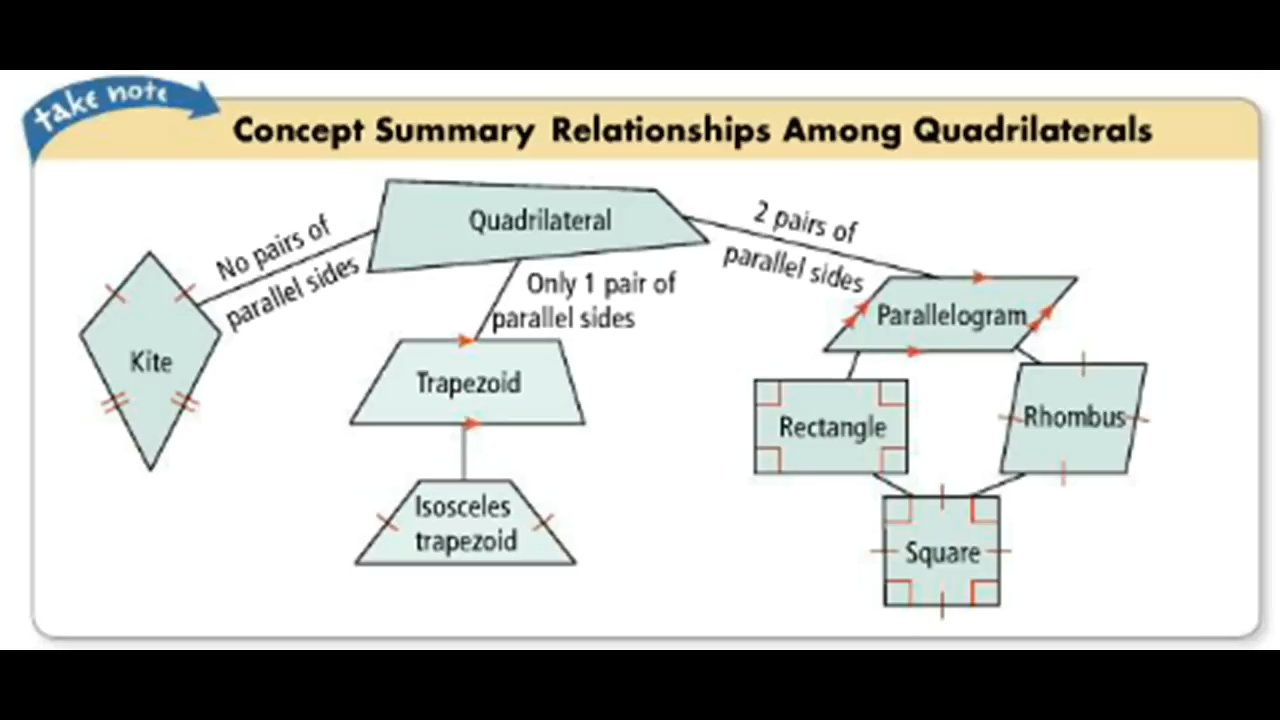 take note
Concept Summary Relationships Among Quadrilaterals
Quadrilateral
No pairs of
parallel sides
Only 1 pair of
parallel sides
2 pairs of
parallel sides
Kite
Trapezoid
Isosceles
trapezoid
Parallelogram
Rectangle
Rhombus
Square